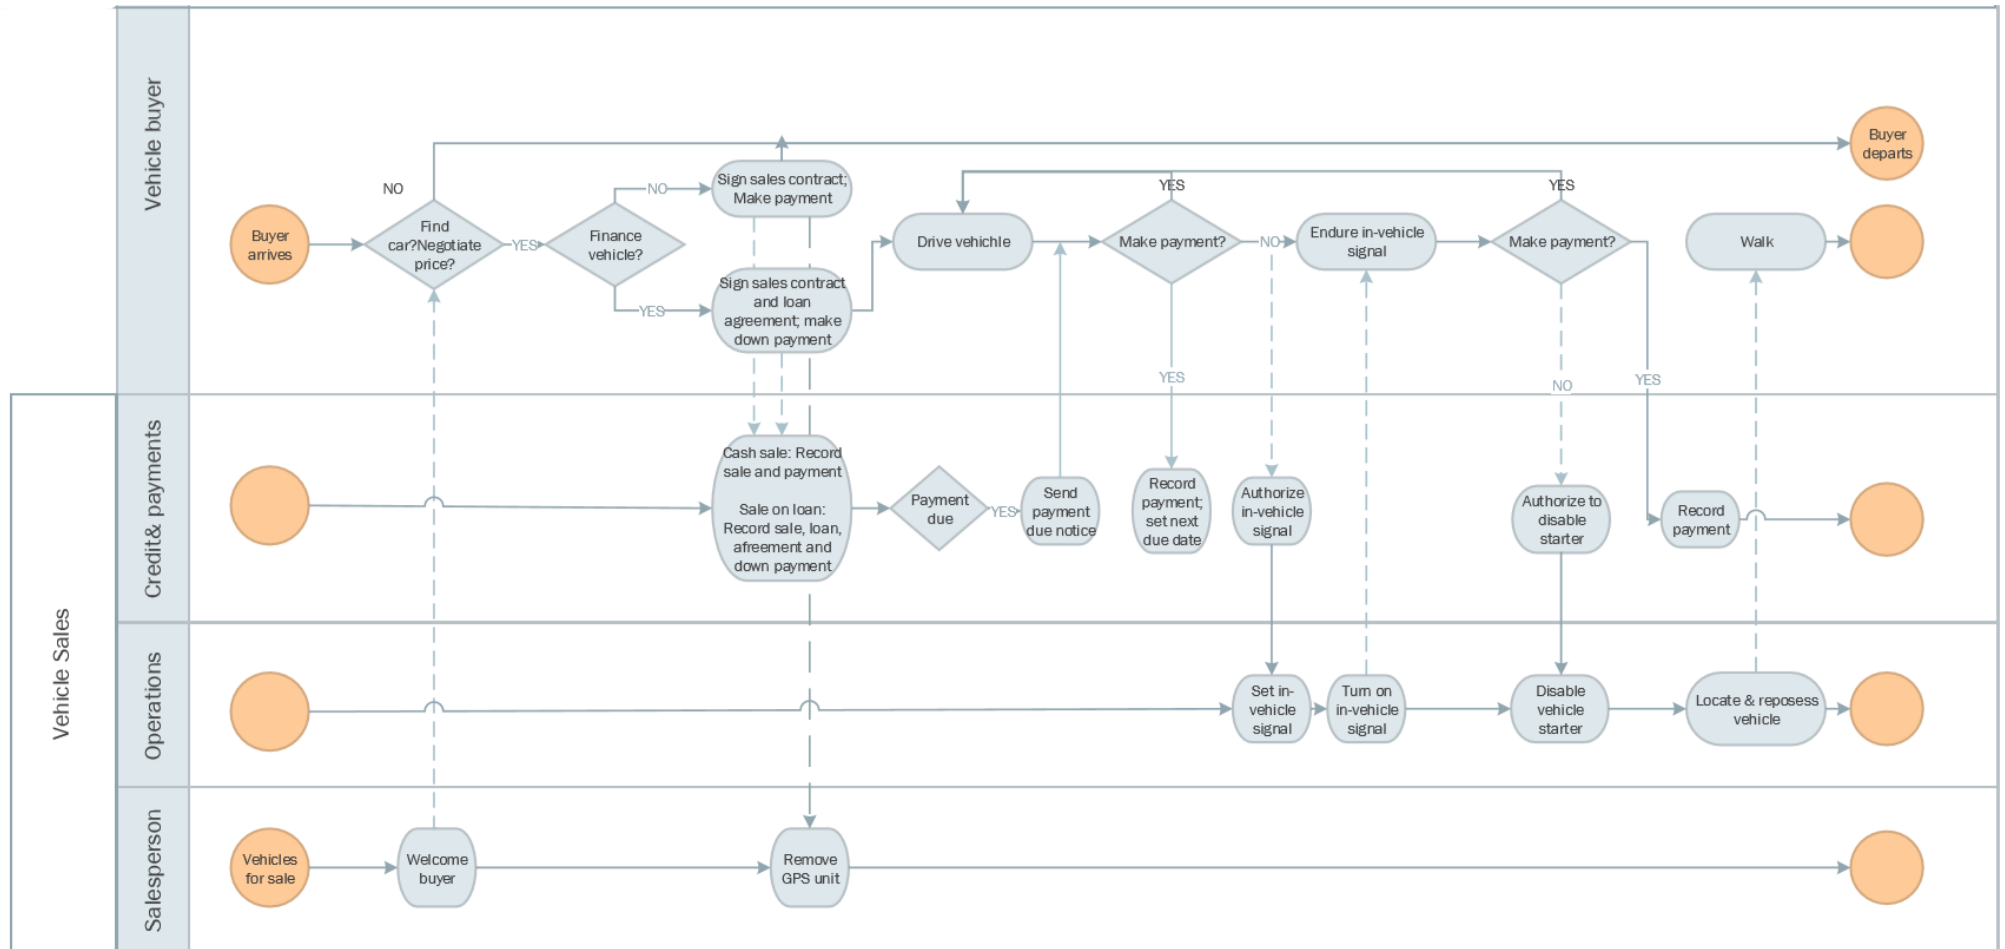 Vehicle buyer
Buyer
arrives
NO
Find
car?Negotiate
price?
YES
Finance
vehicle?
NO
YES
Sign sales contract;
Make payment
Sign sales contract
and loan
agreement; make
down payment
Drive vehichle
Make payment?
YES
NO
YES
Endure in-vehicle
signal
Make payment?
YES
NO
YES
Walk
Buyer
departs
Vehicle Sales
Credit& payments
Cash sale: Record
sale and payment
Sale on loan:
Record sale, loan,
afreement and
down payment
Payment
due
YES
Send
payment
due notice
Record
payment;
set next
due date
Authorize
in-vehicle
signal
Authorize to
disable
starter
Record
payment
Operations
Set in-
vehicle
signal
Turn on
in-vehicle
signal
Disable
vehicle
starter
Locate & reposess
vehicle
Salesperson
Vehicles
for sale
Welcome
buyer
Remove
GPS unit